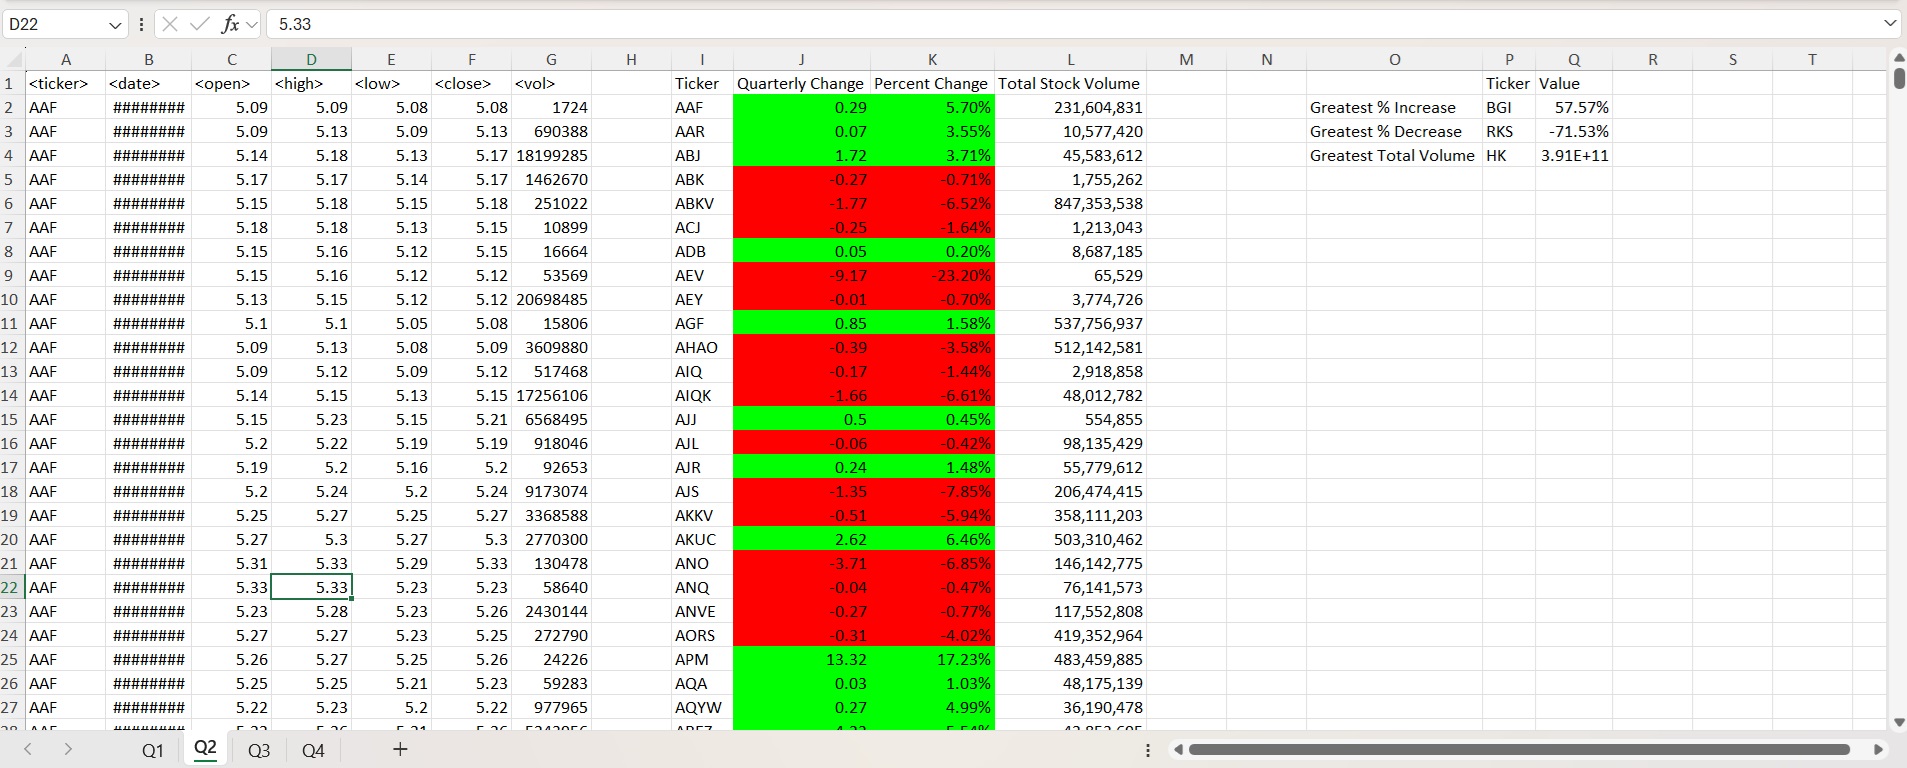 D22 fx 5.33
A B C D E F G H I J K L M N O P Q R S T
1 <ticker> <date> <open> <high> <low> <close> <vol> Ticker Quarterly Change Percent Change Total Stock Volume Ticker Value
2 AAF ######## 5.09 5.09 5.08 5.08 1724 AAF 0.29 5.70% 231,604,831 Greatest % Increase BGI 57.57%
3 AAF ######## 5.09 5.13 5.09 5.13 690388 AAR 0.07 3.55% 10,577,420 Greatest % Decrease RKS -71.53%
4 AAF ######## 5.14 5.18 5.13 5.17 18199285 ABJ 1.72 3.71% 45,583,612 Greatest Total Volume HK 3.91E+11
5 AAF ######## 5.17 5.17 5.14 5.17 1462670 ABK -0.27 -0.71% 1,755,262
6 AAF ######## 5.15 5.18 5.15 5.18 251022 ABKV -1.77 -6.52% 847,353,538
7 AAF ######## 5.18 5.18 5.13 5.15 10899 ACJ -0.25 -1.64% 1,213,043
8 AAF ######## 5.15 5.16 5.12 5.15 16664 ADB 0.05 0.20% 8,687,185
9 AAF ######## 5.15 5.16 5.12 5.12 53569 AEV -9.17 -23.20% 65,529
10 AAF ######## 5.13 5.15 5.12 5.12 20698485 AEY -0.01 -0.70% 3,774,726
11 AAF ######## 5.1 5.1 5.05 5.08 15806 AGF 0.85 1.58% 537,756,937
12 AAF ######## 5.09 5.13 5.08 5.09 3609880 AHAO -0.39 -3.58% 512,142,581
13 AAF ######## 5.09 5.12 5.09 5.12 517468 AIQ -0.17 -1.44% 2,918,858
14 AAF ######## 5.14 5.15 5.13 5.15 17256106 AIQK -1.66 -6.61% 48,012,782
15 AAF ######## 5.15 5.23 5.15 5.21 6568495 AJJ 0.5 0.45% 554,855
16 AAF ######## 5.2 5.22 5.19 5.19 918046 AJL -0.06 -0.42% 98,135,429
17 AAF ######## 5.19 5.2 5.16 5.2 92653 AJR 0.24 1.48% 55,779,612
18 AAF ######## 5.2 5.24 5.2 5.24 9173074 AJS -1.35 -7.85% 206,474,415
19 AAF ######## 5.25 5.27 5.25 5.27 3368588 AKKV -0.51 -5.94% 358,111,203
20 AAF ######## 5.27 5.3 5.27 5.3 2770300 AKUC 2.62 6.46% 503,310,462
21 AAF ######## 5.31 5.33 5.29 5.33 130478 ANO -3.71 -6.85% 146,142,775
22 AAF ######## 5.33 5.33 5.23 5.23 58640 ANQ -0.04 -0.47% 76,141,573
23 AAF ######## 5.23 5.28 5.23 5.26 2430144 ANVE -0.27 -0.77% 117,552,808
24 AAF ######## 5.27 5.27 5.23 5.25 272790 AORS -0.31 -4.02% 419,352,964
25 AAF ######## 5.26 5.27 5.25 5.26 24226 APM 13.32 17.23% 483,459,885
26 AAF ######## 5.25 5.25 5.21 5.23 59283 AQA 0.03 1.03% 48,175,139
27 AAF ######## 5.22 5.23 5.2 5.22 977965 AQYW 0.27 4.99% 36,190,478
Q1 Q2 Q3 Q4 +